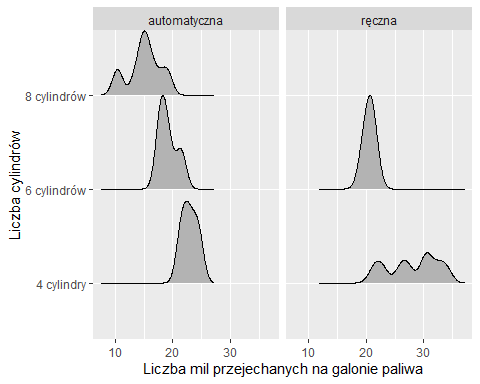 automatyczna
ręczna
8 cylindrów
6 cylindrów
4 cylindry
Liczba cylindrów
10 20 30 10 20 30
Liczba mil przejechanych na galonie paliwa